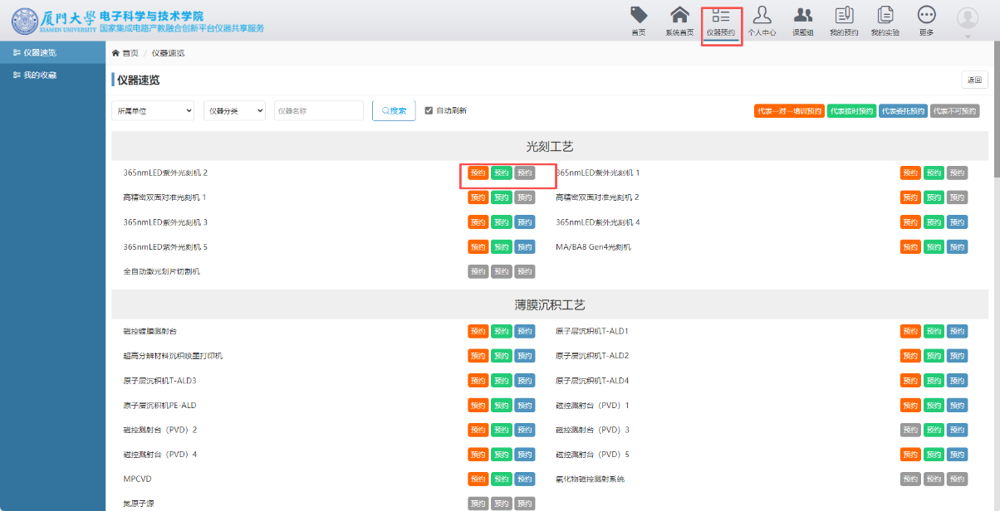 厦门大学 电子科学与技术学院
XIAMEN UNIVERSITY 国家集成电路产教融合创新平台仪器共享服务
首页 系统首页 仪器预约 个人中心 课题组 我的预约 我的实验 更多
仪器速览
我的收藏
首页 / 仪器速览
仪器速览 返回
所属单位 仪器分类 仪器名称 搜索 自动刷新 代表一对一培训预约 代表按时预约 代表委托预约 代表不可预约
光刻工艺
365nmLED紫外光刻机 2 预约 预约 预约 365nmLED紫外光刻机 1 预约 预约 预约
高精密双面对准光刻机 1 预约 预约 预约 高精密双面对准光刻机 2 预约 预约 预约
365nmLED紫外光刻机 3 预约 预约 预约 365nmLED紫外光刻机 4 预约 预约 预约
365nmLED紫外光刻机 5 预约 预约 预约 MA/BA8 Gen4光刻机 预约 预约 预约
全自动激光划片切割机 预约 预约 预约
薄膜沉积工艺
磁控镀膜溅射台 预约 预约 预约 原子层沉积机T-ALD1 预约 预约 预约
超高分辨材料沉积喷墨打印机 预约 预约 预约 原子层沉积机T-ALD2 预约 预约 预约
原子层沉积机T-ALD3 预约 预约 预约 原子层沉积机T-ALD4 预约 预约 预约
原子层沉积机PE-ALD 预约 预约 预约 磁控溅射台（PVD）1 预约 预约 预约
磁控溅射台（PVD）2 预约 预约 预约 磁控溅射台（PVD）3 预约 预约 预约
磁控溅射台（PVD）4 预约 预约 预约 磁控溅射台（PVD）5 预约 预约 预约
MPCVD 预约 预约 预约 氧化物磁控溅射系统 预约 预约 预约
氮原子源 预约 预约 预约